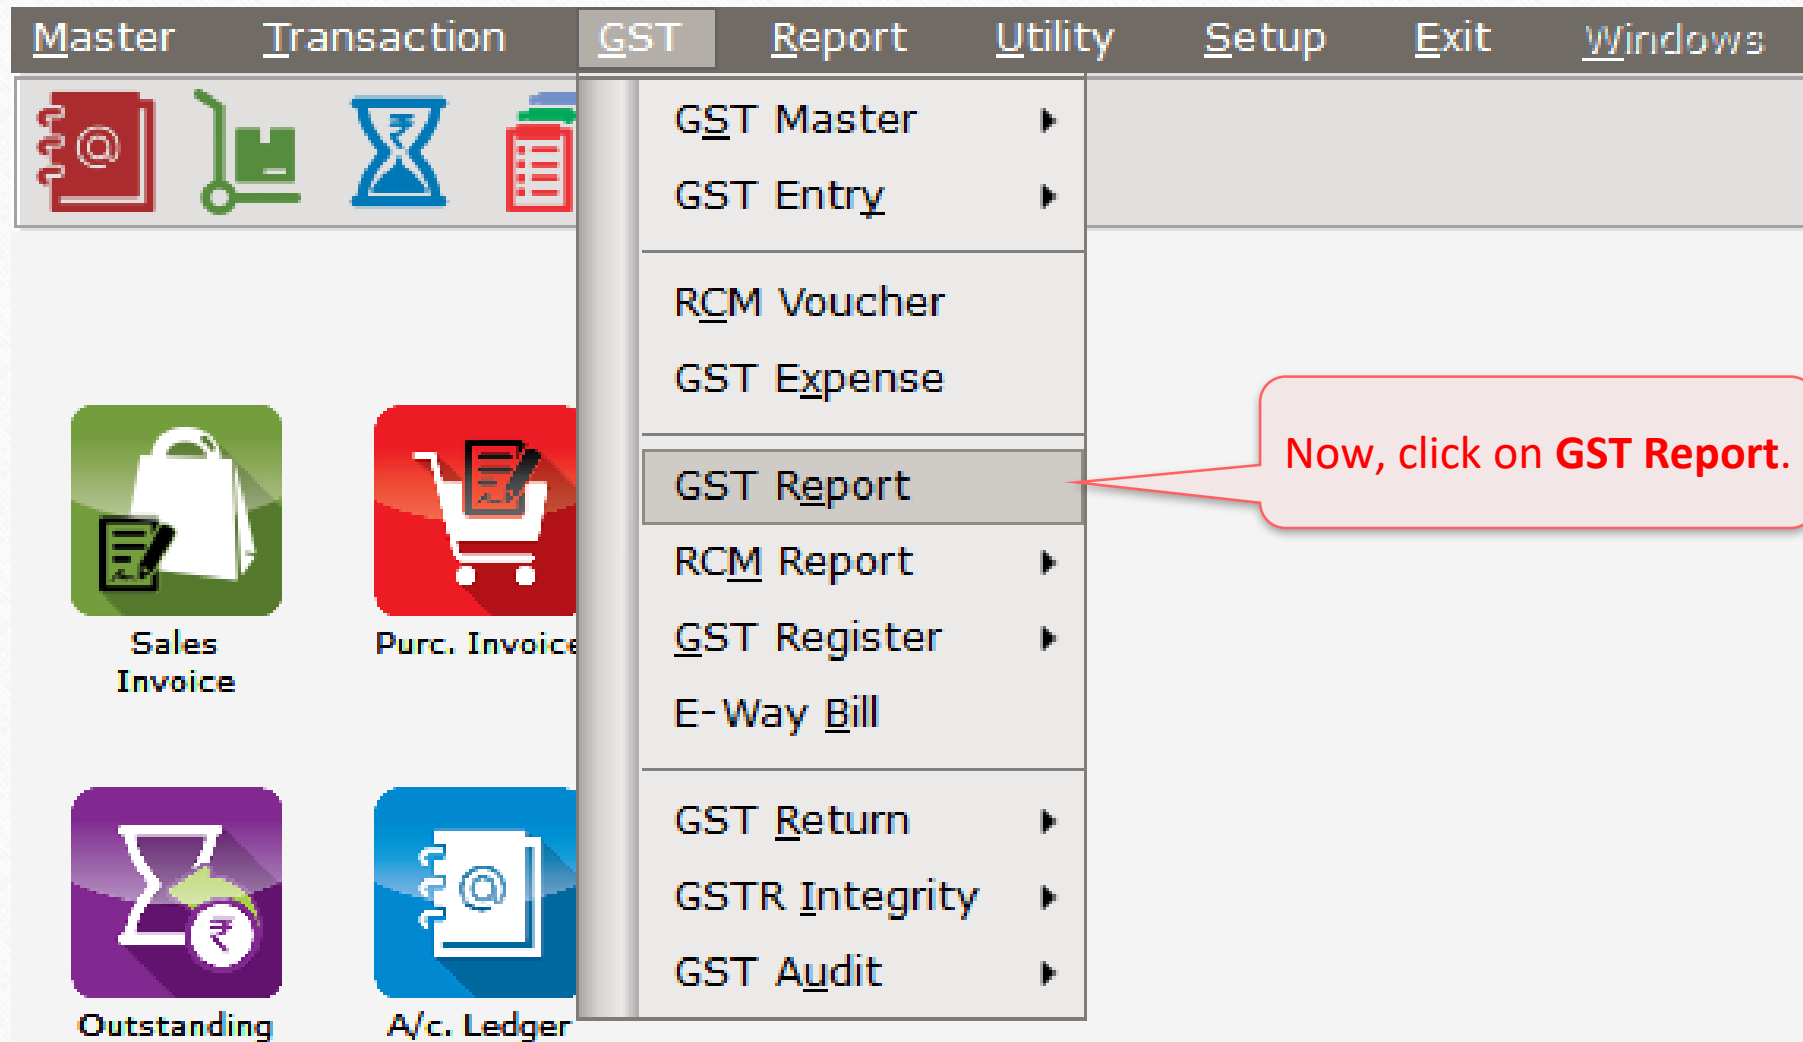 Master Transaction GST Report Utility Setup Exit Windows
GST Master
GST Entry
RCM Voucher
GST Expense
GST Report
RCM Report
GST Register
E-Way Bill
GST Return
GSTR Integrity
GST Audit
Now, click on GST Report.
Sales
Invoice
Purc. Invoice
Outstanding
A/c. Ledger